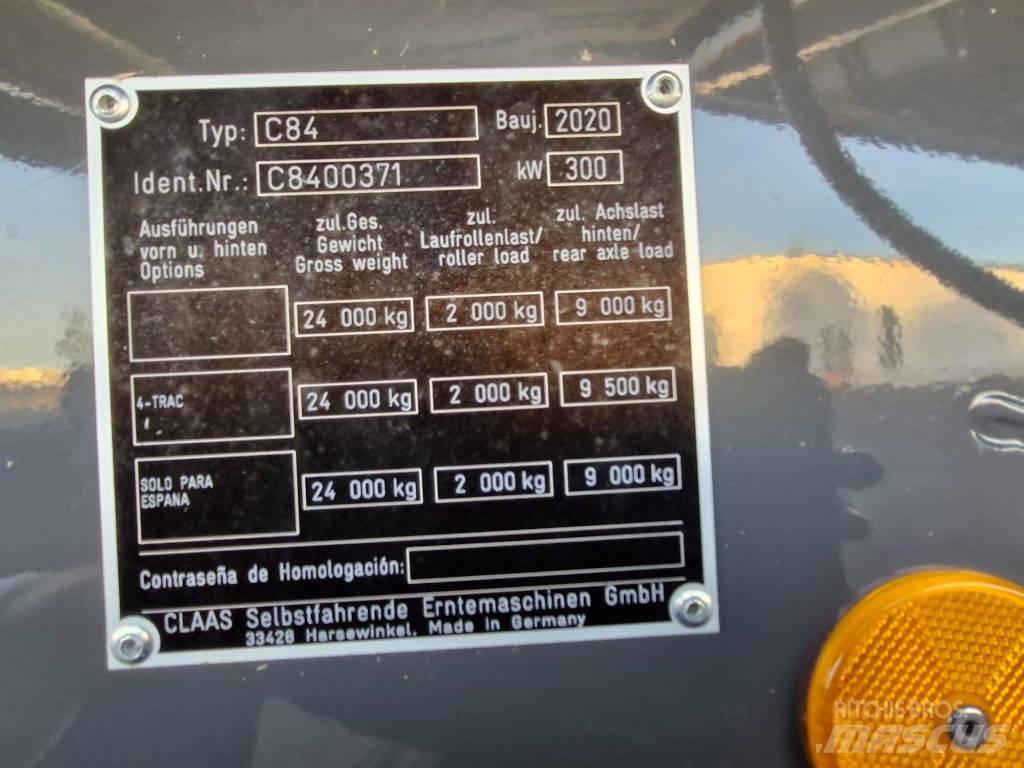 Typ: C84 Bauj. 2020
Ident.Nr.: C8400371 kW 300
Ausführungen
vorn u. hinten
Options
zul.Ges.
Gewicht
Gross weight
zul.
Laufrollenlast/
roller load
zul. Achslast
hinten/
rear axle load
24 000 kg 2 000 kg 9 000 kg
4-TRAC 24 000 kg 2 000 kg 9 500 kg
SOLO PARA
ESPANA
24 000 kg 2 000 kg 9 000 kg
Contraseña de Homologación:
CLAAS Selbstfahrende Erntemaschinen GmbH
33428 Harsewinkel, Made in Germany
RITCHIE BROS.
MASCUS